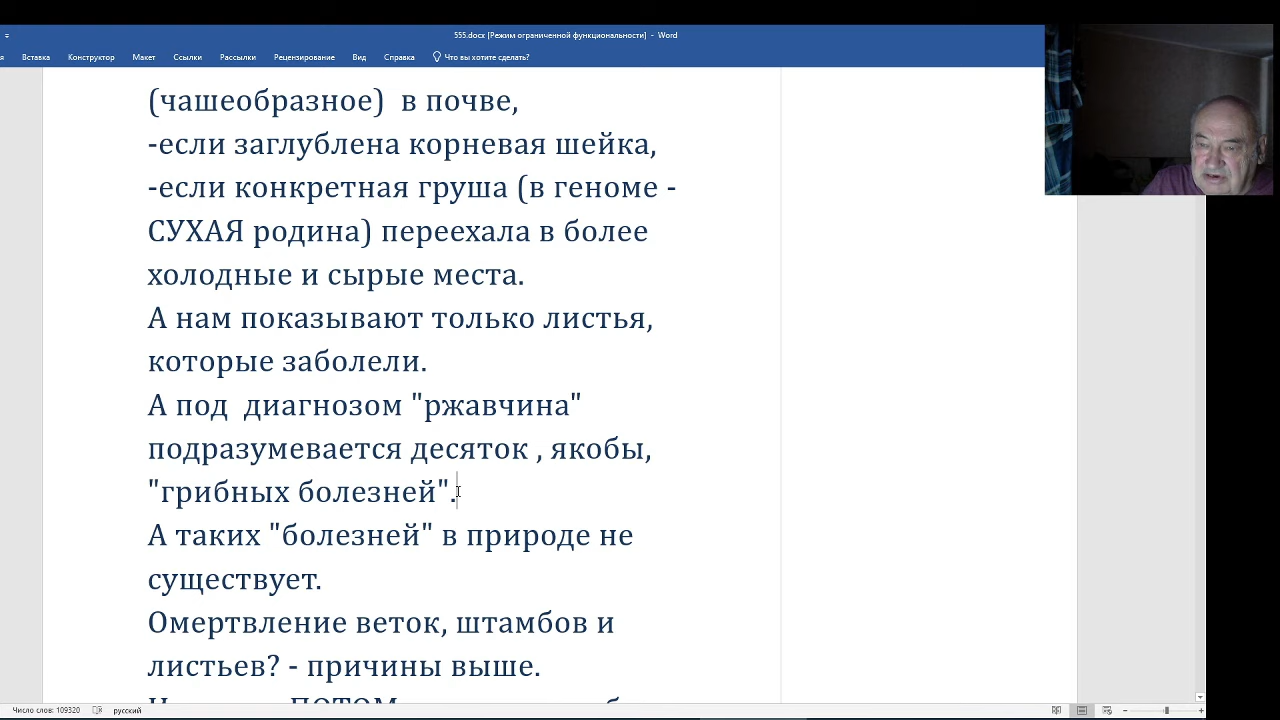 555.docx [Режим ограниченной функциональности] - Word
я Вставка Конструктор Макет Ссылки Рассылки Рецензирование Вид Справка Что вы хотите сделать?
(чашеобразное) в почве,
-если заглублена корневая шейка,
-если конкретная груша (в геноме -
СУХАЯ родина) переехала в более
холодные и сырые места.
А нам показывают только листья,
которые заболели.
А под диагнозом "ржавчина"
подразумевается десяток , якобы,
"грибных болезней".
А таких "болезней" в природе не
существует.
Омертвление веток, штамбов и
листьев? - причины выше.
ПОТОМ
Число слов: 109320 русский